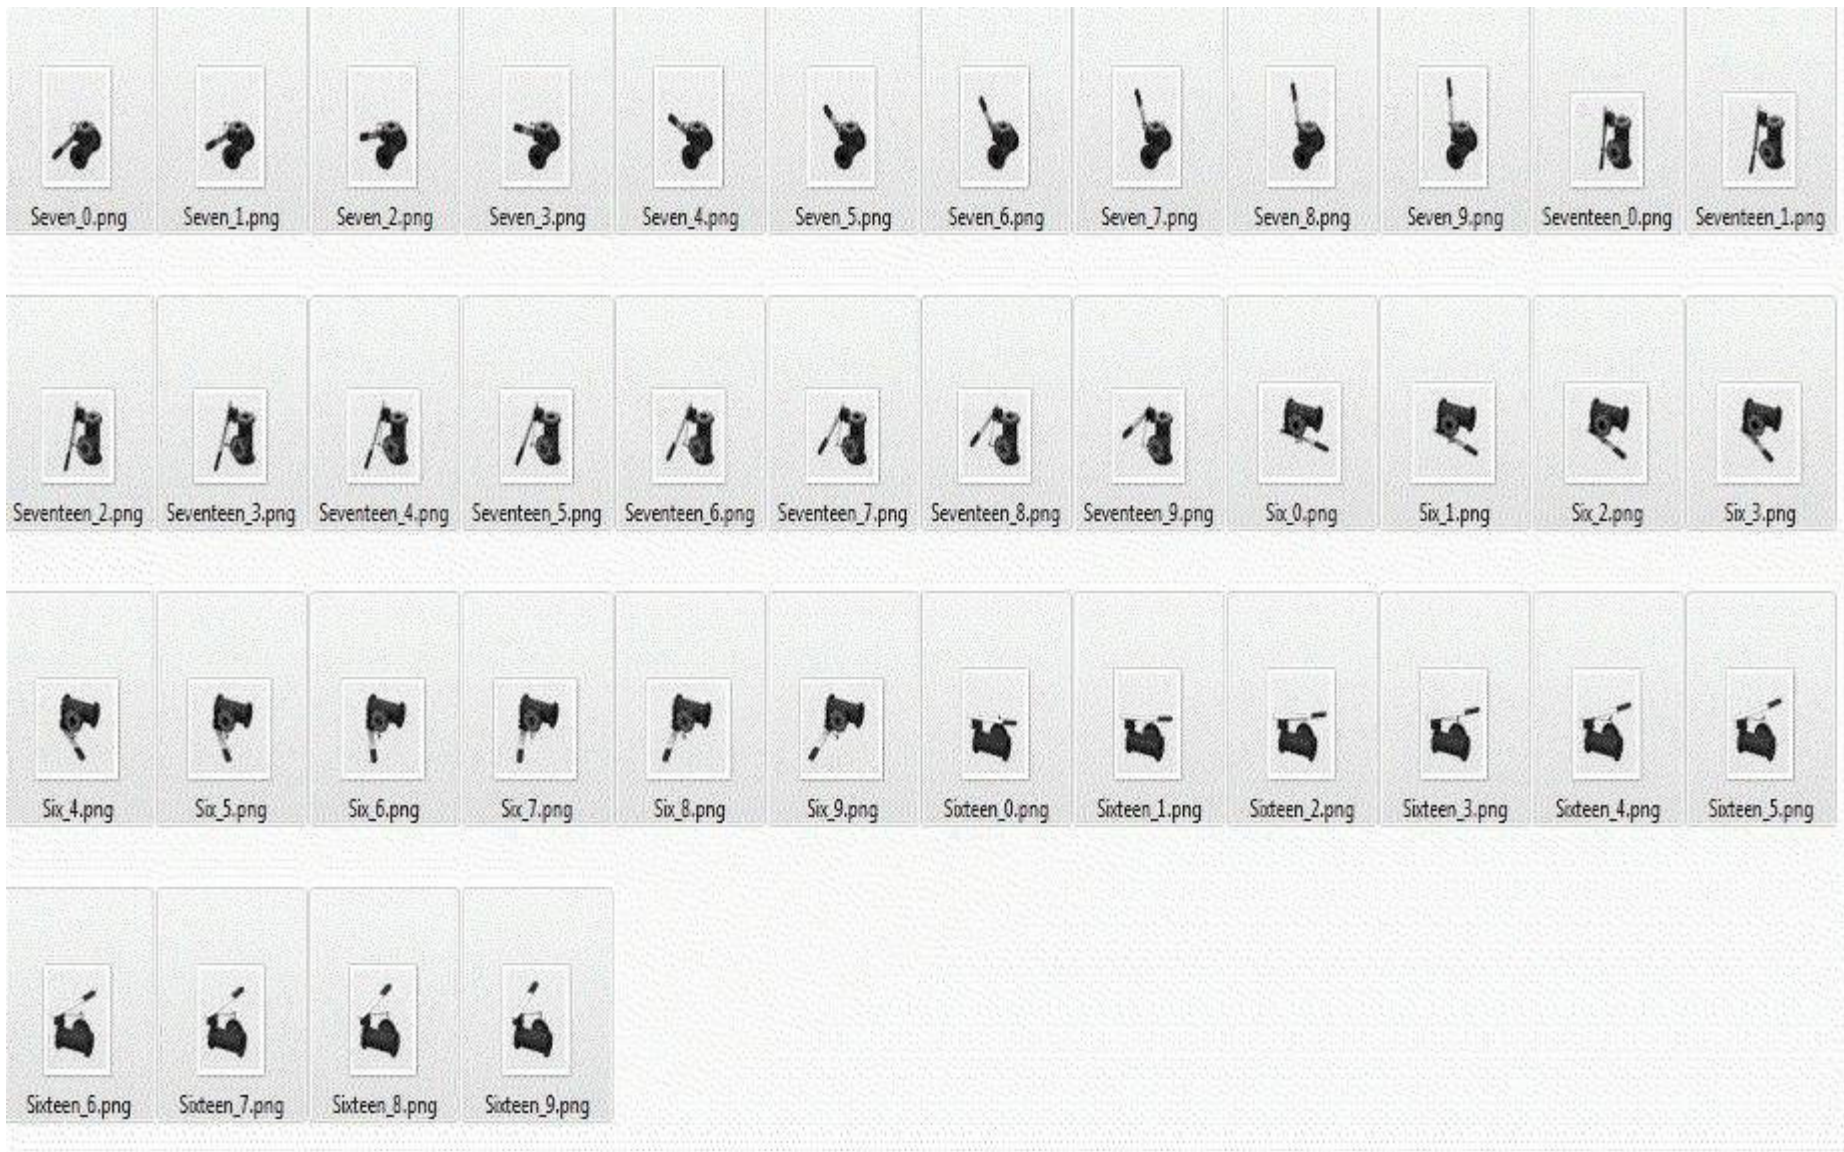 Seven_0.png Seven_1.png Seven_2.png Seven_3.png Seven_4.png Seven_5.png Seven_6.png Seven_7.png Seven_8.png Seven_9.png Seventeen_0.png Seventeen_1.png
Seventeen_2.png Seventeen_3.png Seventeen_4.png Seventeen_5.png Seventeen_6.png Seventeen_7.png Seventeen_8.png Seventeen_9.png Six_0.png Six_1.png Six_2.png Six_3.png
Six_4.png Six_5.png Six_6.png Six_7.png Six_8.png Six_9.png Sixteen_0.png Sixteen_1.png Sixteen_2.png Sixteen_3.png Sixteen_4.png Sixteen_5.png
Sixteen_6.png Sixteen_7.png Sixteen_8.png Sixteen_9.png